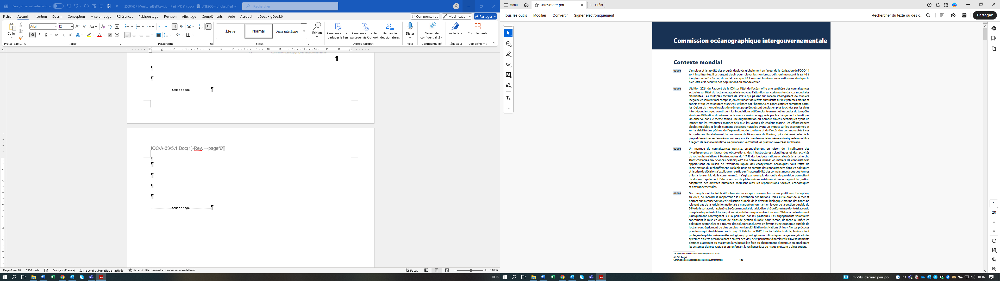 Enregistrement automatique
2500465F_MonitoredSelfRevision_Part_MD (1).docx
UNESCO - Unclassified
Rechercher
Fichier Accueil Insertion Dessin Conception Mise en page Références Publipostage Révision Affichage Compléments Aide Acrobat eDocs - gDoc2.0
Commentaires Modification Partager
Coller
Arial 12
Élevé Normal Sans interligne
Édition
Créer un PDF et partager le lien
Créer un PDF et le partager via Outlook
Demander des signatures
Dicter
Niveau de confidentialité
Rédacteur
Compléments
Presse-papi... Police Paragraphe Styles Adobe Acrobat Voix Confidentialité Rédacteur Compléments
¶
¶
¶
Saut de page ¶
IOC/A-33/5.1.Doc(1)·Rev.·–·page°6¶
¶
¶
¶
¶
¶
Saut de page ¶
Page 6 sur 18 5504 mots Français (France) Saisie semi-automatique : activée Accessibilité : consultez nos recommandations Focus 120 %
10:16
Menu 392982fre.pdf Créer
Tous les outils Modifier Convertir Signer électroniquement
Rechercher du texte ou des o...
Partager
Commission océanographique intergouvernementale
Contexte mondial
03001 L'ampleur et la rapidité des progrès déployés globalement en faveur de la réalisation de l'ODD 14
sont insuffisantes. Il est urgent d'agir pour relever les nombreux défis qui menacent la santé à
long terme de l'océan et, de ce fait, sa capacité à soutenir les économies nationales ainsi que le
bien-être et la sécurité des populations du monde entier.
03002 L'édition 2024 du Rapport de la COI sur l'état de l'océan offre une synthèse des connaissances
actuelles sur l'état de l'océan et appelle à nouveau l'attention sur certaines tendances mondiales
alarmantes. Les multiples facteurs de stress qui pèsent sur l'océan interagissent de manière
inégalée et souvent mal comprise, en entraînant des effets cumulatifs sur les systèmes marins et
côtiers et sur les ressources associées, utilisées par l'homme. Les zones côtières comptent parmi
les régions du monde les plus densément peuplées et sont de plus en plus touchées par les aléas
interdépendants que constituent les inondations côtières, les tsunamis et les ondes de tempête,
ainsi que l'élévation du niveau de la mer – causés ou aggravés par le changement climatique.
On observe dans le même temps une augmentation du nombre d'aléas océaniques ayant un
impact sur les ressources marines tels que les vagues de chaleur marine, les efflorescences
algales nuisibles et l'établissement d'espèces nuisibles ayant un impact sur les écosystèmes et
sur la viabilité des pêches, de l'aquaculture, du tourisme et de l'accès des communautés à ces
écosystèmes. Parallèlement, la croissance de l'économie de l'océan, qui a dépassé celle de la
plupart des autres secteurs économiques, suscite une demande imprévue – ainsi que des conflits –
à l'égard de l'espace maritime, ce qui accentue d'autant les pressions exercées sur l'océan.
03003 Un manque de connaissances persiste, essentiellement en raison de l'insuffisance des
investissements en faveur des observations, des infrastructures scientifiques et des activités
de recherche relatives à l'océan, moins de 1,7 % des budgets nationaux alloués à la recherche
étant consacrés aux sciences océaniques²⁹. De nouvelles lacunes en matière de connaissances
apparaissent en raison de l'évolution rapide des écosystèmes océaniques sous l'effet de
l'accélération du réchauffement. La faible prise en compte des connaissances dans les politiques
et la prise de décisions s'explique en partie par l'inaccessibilité des connaissances sous des formes
utiles à l'ensemble de la communauté. Il s'agit par exemple des outils de prévision permettant
de donner rapidement l'alerte en cas de phénomènes extrêmes et encourageant la gestion
adaptative des activités humaines, réduisant ainsi les répercussions sociales, économiques
et environnementales.
03004 Des progrès ont toutefois été observés en ce qui concerne les cadres politiques. L'adoption,
en 2023, de l'Accord se rapportant à la Convention des Nations Unies sur le droit de la mer et
portant sur la conservation et l'utilisation durable de la diversité biologique marine des zones ne
relevant pas de la juridiction nationale a marqué un tournant en faveur de la gestion durable de
54 % de la surface de la planète. Le Cadre mondial de la biodiversité de Kunming-Montréal accorde
une place importante à l'océan, et les négociations se poursuivent en vue d'élaborer un instrument
juridiquement contraignant sur la pollution par les plastiques. Les engagements volontaires
concernant la mise en œuvre de plans de gestion durable pour l'océan, de façon à unifier les
politiques sectorielles et à trouver des solutions inclusives en faveur d'une économie durable de
l'océan sont également de plus en plus nombreuL'initiative des Nations Unies « Alertes précoces
pour tous » qui vise à faire en sorte que, d'ici à la fin de 2027, tous les habitants de la planète soient
protégés des phénomènes météorologiques, hydrologiques ou climatiques dangereux grâce à des
systèmes d'alerte précoce aidant à sauver des vies, peut permettre d'accélérer les investissements
destinés à atténuer au maximum la vulnérabilité face au changement climatique en améliorant
les systèmes d'alerte rapide et en renforçant la résilience face au risque croissant d'aléas côtiers.
29 UNESCO. Global Ocean Science Report 2020. 2020.
43 C/5 Projet
Commission océanographique intergouvernementale 140
1
20
Impôts: dernier jour po...
10:16